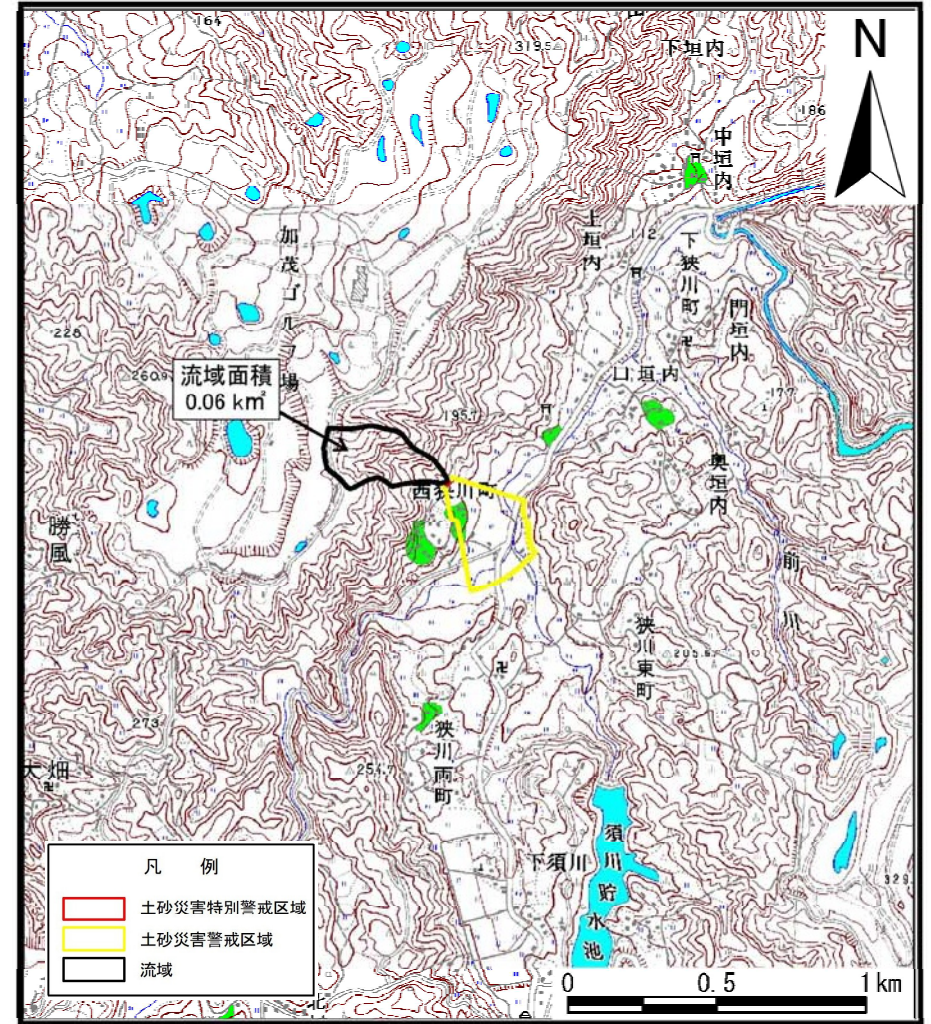 164
319.5
下垣内
N
186
中垣内
上垣内
112
下狭川町
門垣内
加茂ゴルフ場
228
260.9
流域面積
0.06 k㎡
195.7
口垣内
177
奥垣内
西狭川町
勝風
前川
狭川東町
205.6
273
大畑
254.7
狭川両町
下須川
須川貯水池
329
凡 例
土砂災害特別警戒区域
土砂災害警戒区域
流域
0 0.5 1km